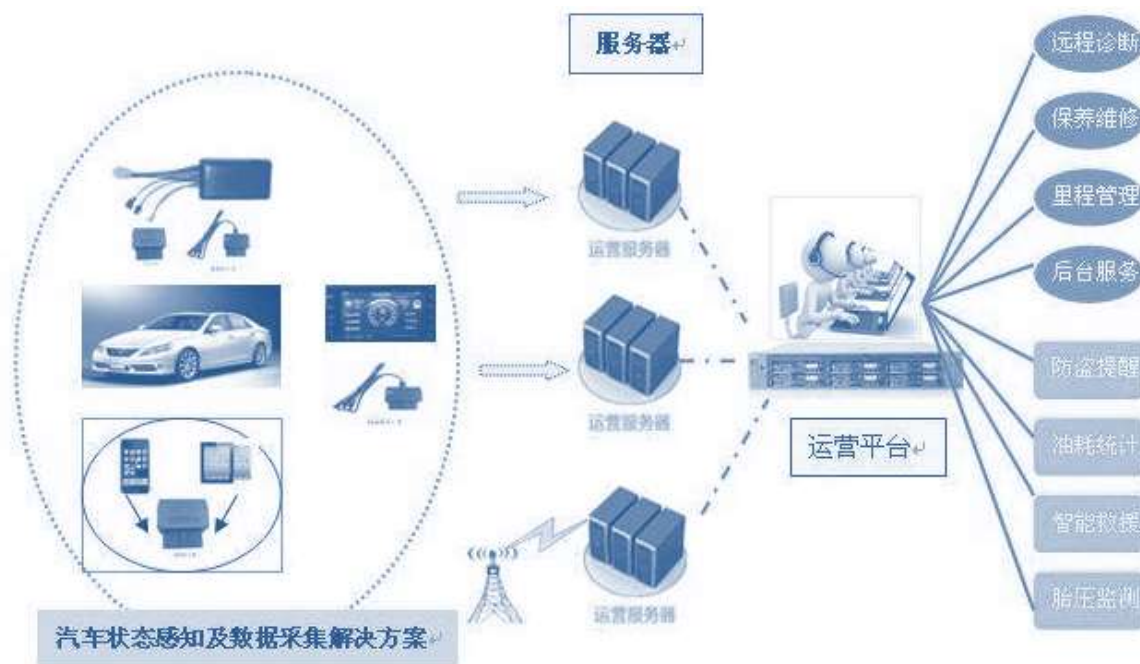 服务器
远程诊断
保养维修
里程管理
后台服务
运营服务器
运营服务器
运营服务器
防盗提醒
油耗统计
智能救援
胎压监测
运营平台
汽车状态感知及数据采集解决方案